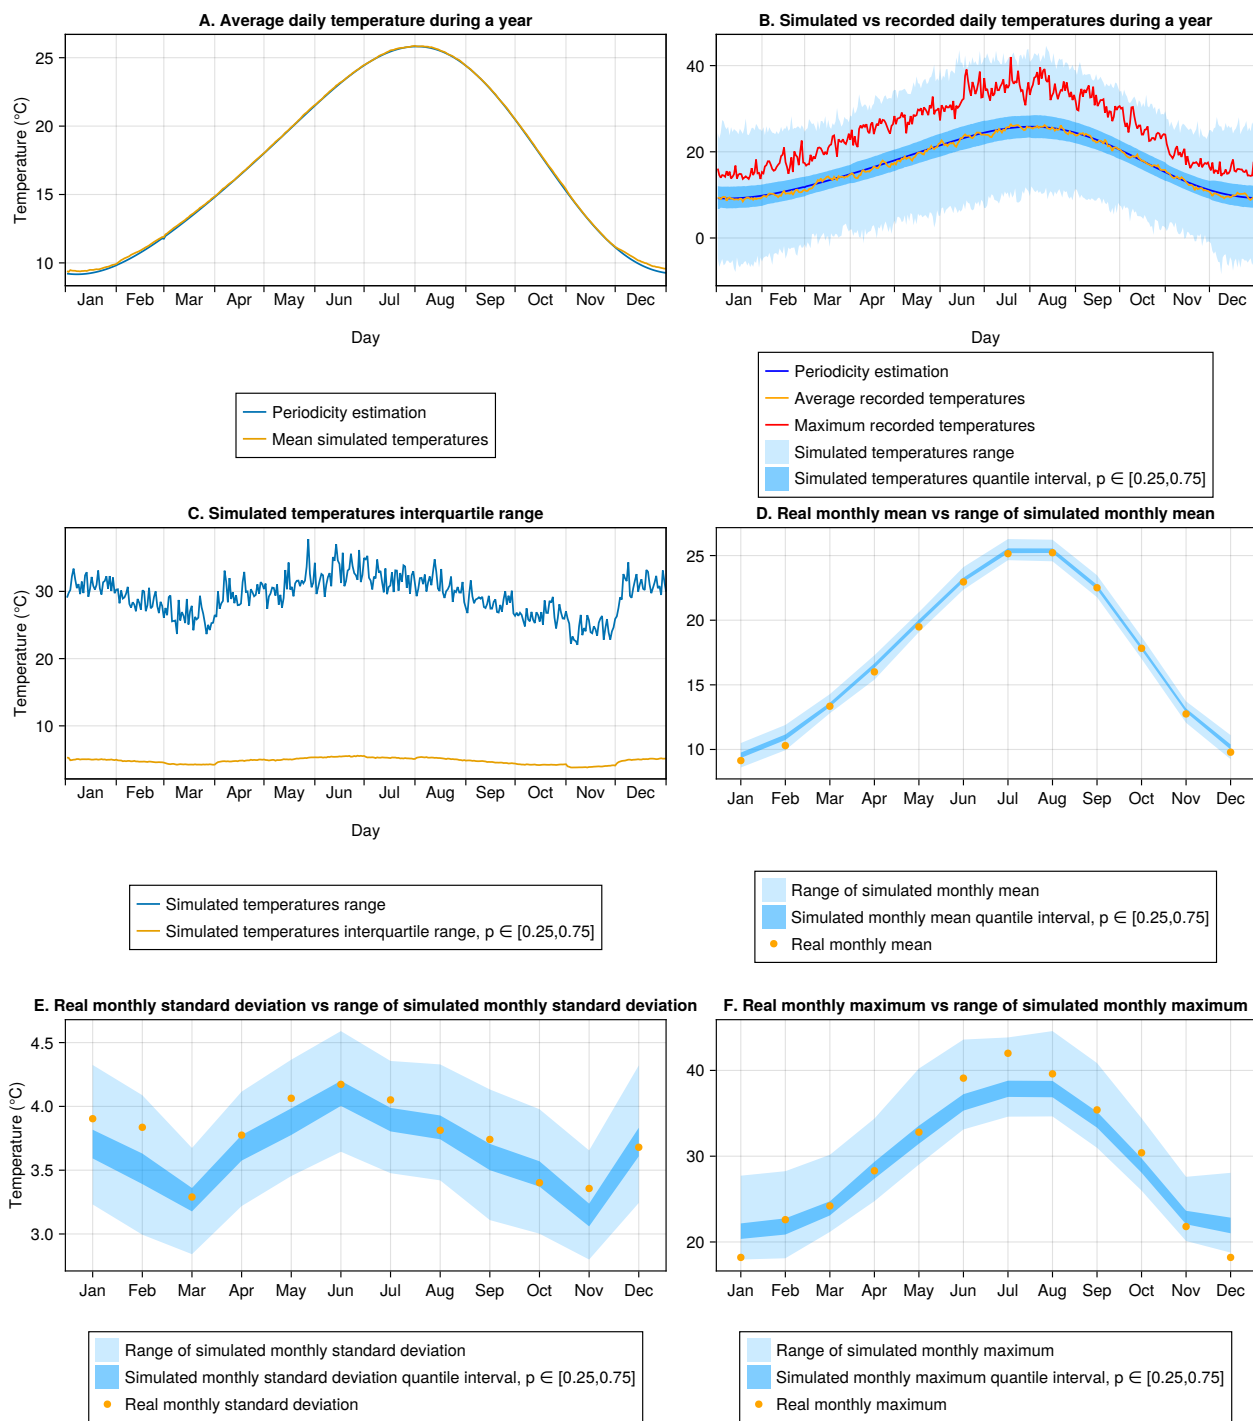 A. Average daily temperature during a year
Temperature (°C)
25
20
15
10
Jan Feb Mar Apr May Jun Jul Aug Sep Oct Nov Dec
Day
Periodicity estimation
Mean simulated temperatures
B. Simulated vs recorded daily temperatures during a year
40
20
0
Jan Feb Mar Apr May Jun Jul Aug Sep Oct Nov Dec
Day
Periodicity estimation
Average recorded temperatures
Maximum recorded temperatures
Simulated temperatures range
Simulated temperatures quantile interval, p ∈ [0.25,0.75]
C. Simulated temperatures interquartile range
Temperature (°C)
30
20
10
Jan Feb Mar Apr May Jun Jul Aug Sep Oct Nov Dec
Day
Simulated temperatures range
Simulated temperatures interquartile range, p ∈ [0.25,0.75]
D. Real monthly mean vs range of simulated monthly mean
25
20
15
10
Jan Feb Mar Apr May Jun Jul Aug Sep Oct Nov Dec
Range of simulated monthly mean
Simulated monthly mean quantile interval, p ∈ [0.25,0.75]
Real monthly mean
E. Real monthly standard deviation vs range of simulated monthly standard deviation
Temperature (°C)
4.5
4.0
3.5
3.0
Jan Feb Mar Apr May Jun Jul Aug Sep Oct Nov Dec
Range of simulated monthly standard deviation
Simulated monthly standard deviation quantile interval, p ∈ [0.25,0.75]
Real monthly standard deviation
F. Real monthly maximum vs range of simulated monthly maximum
40
30
20
Jan Feb Mar Apr May Jun Jul Aug Sep Oct Nov Dec
Range of simulated monthly maximum
Simulated monthly maximum quantile interval, p ∈ [0.25,0.75]
Real monthly maximum